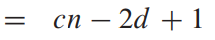 = cn − 2d + 1